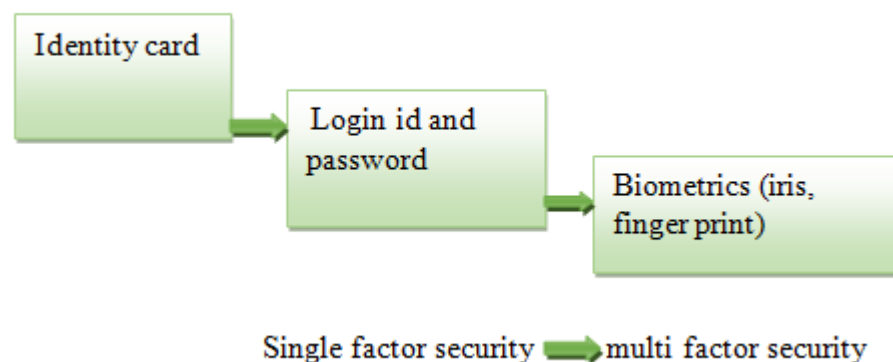 Identity card
Login id and
password
Biometrics (iris,
finger print)
Single factor security multi factor security